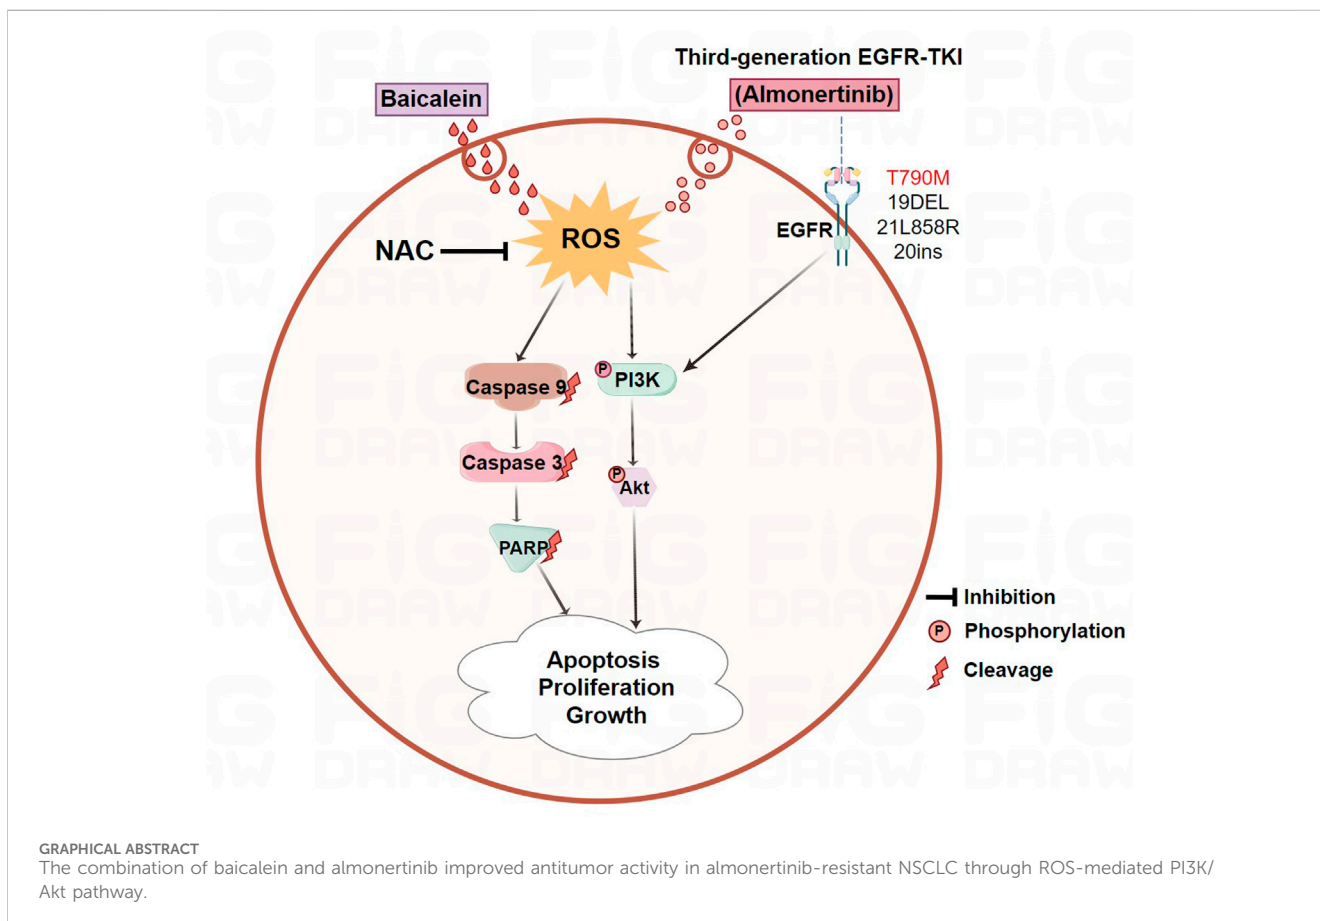 Third-generation EGFR-TKI
(Almonertinib)
Baicalein
T790M
19DEL
21L858R
20ins
EGFR
NAC
ROS
Caspase 9
P
PI3K
Caspase 3
P
Akt
PARP
Apoptosis
Proliferation
Growth
Inhibition
P
Phosphorylation
Cleavage
FIG
DRAW
GRAPHICAL ABSTRACT
The combination of baicalein and almonertinib improved antitumor activity in almonertinib-resistant NSCLC through ROS-mediated PI3K/
Akt pathway.